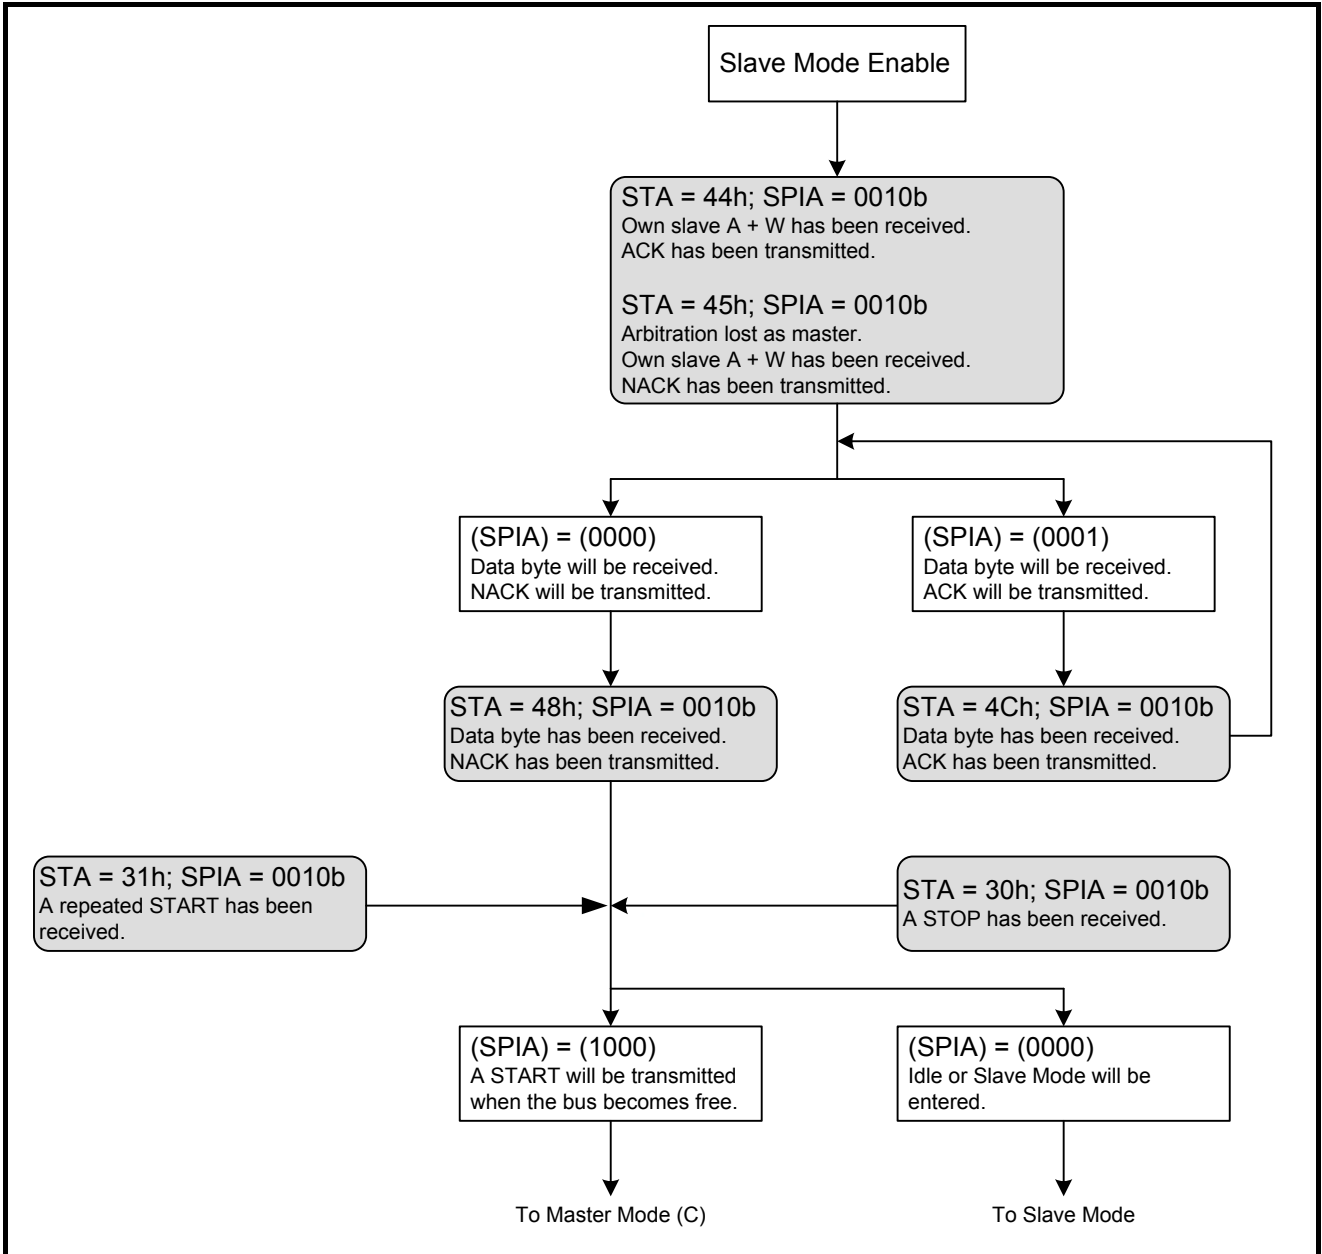 Slave Mode Enable
STA = 44h; SPIA = 0010b
Own slave A + W has been received.
ACK has been transmitted.
STA = 45h; SPIA = 0010b
Arbitration lost as master.
Own slave A + W has been received.
NACK has been transmitted.
(SPIA) = (0000)
Data byte will be received.
NACK will be transmitted.
(SPIA) = (0001)
Data byte will be received.
ACK will be transmitted.
STA = 48h; SPIA = 0010b
Data byte has been received.
NACK has been transmitted.
STA = 4Ch; SPIA = 0010b
Data byte has been received.
ACK has been transmitted.
STA = 31h; SPIA = 0010b
A repeated START has been
received.
STA = 30h; SPIA = 0010b
A STOP has been received.
(SPIA) = (1000)
A START will be transmitted
when the bus becomes free.
(SPIA) = (0000)
Idle or Slave Mode will be
entered.
To Master Mode (C)
To Slave Mode